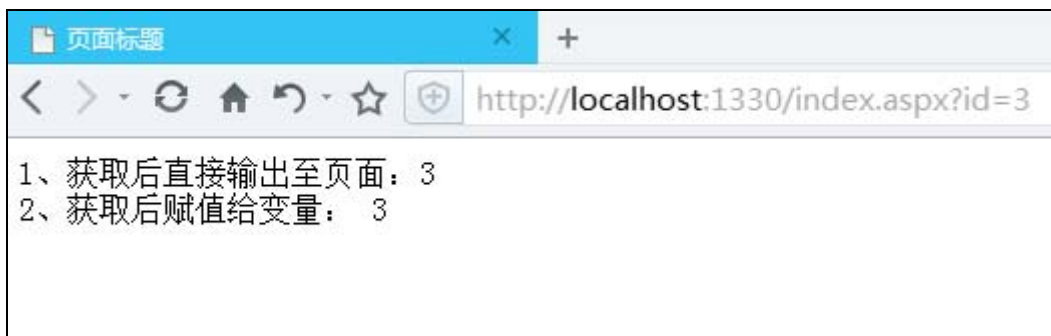 页面标题
http://localhost:1330/index.aspx?id=3
1、获取后直接输出至页面：3
2、获取后赋值给变量： 3